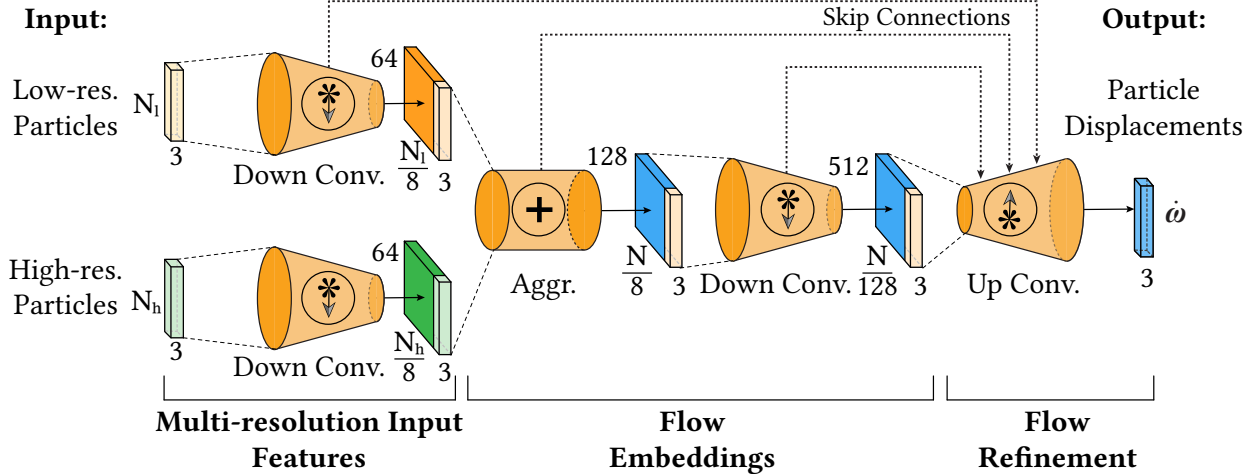 Input:
Skip Connections
Output:
Low-res.
Particles
N_l
3
Down Conv.
64
N_l
8
3
High-res.
Particles
N_h
3
Down Conv.
64
N_h
8
3
+
Aggr.
128
N
8
3
Down Conv.
512
N
128
3
Up Conv.
Particle
Displacements
ω̇
3
Multi-resolution Input
Features
Flow
Embeddings
Flow
Refinement